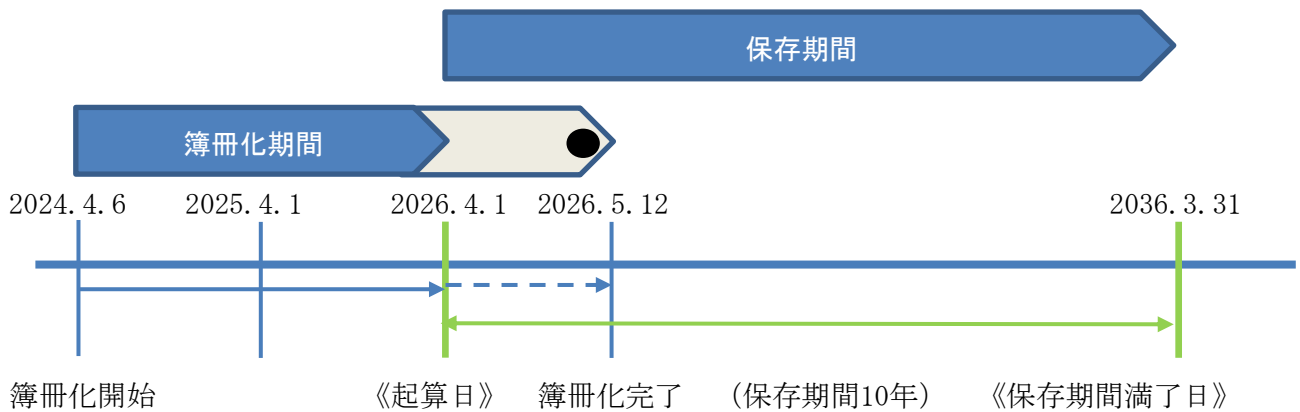 保存期間
簿冊化期間
2024.4.6 2025.4.1 2026.4.1 2026.5.12 2036.3.31
簿冊化開始 《起算日》 簿冊化完了 (保存期間10年) 《保存期間満了日》